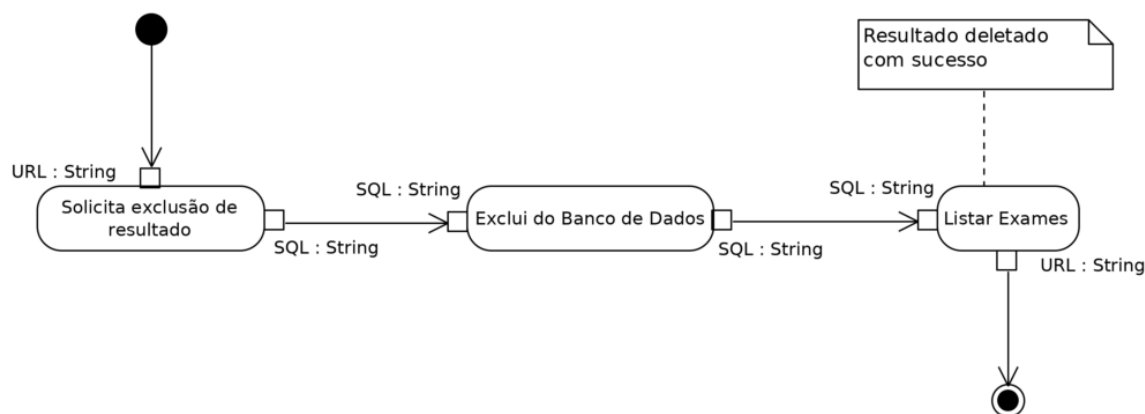 Resultado deletado
com sucesso
URL : String
Solicita exclusão de
resultado
SQL : String
SQL : String
Exclui do Banco de Dados
SQL : String
SQL : String
Listar Exames
URL : String